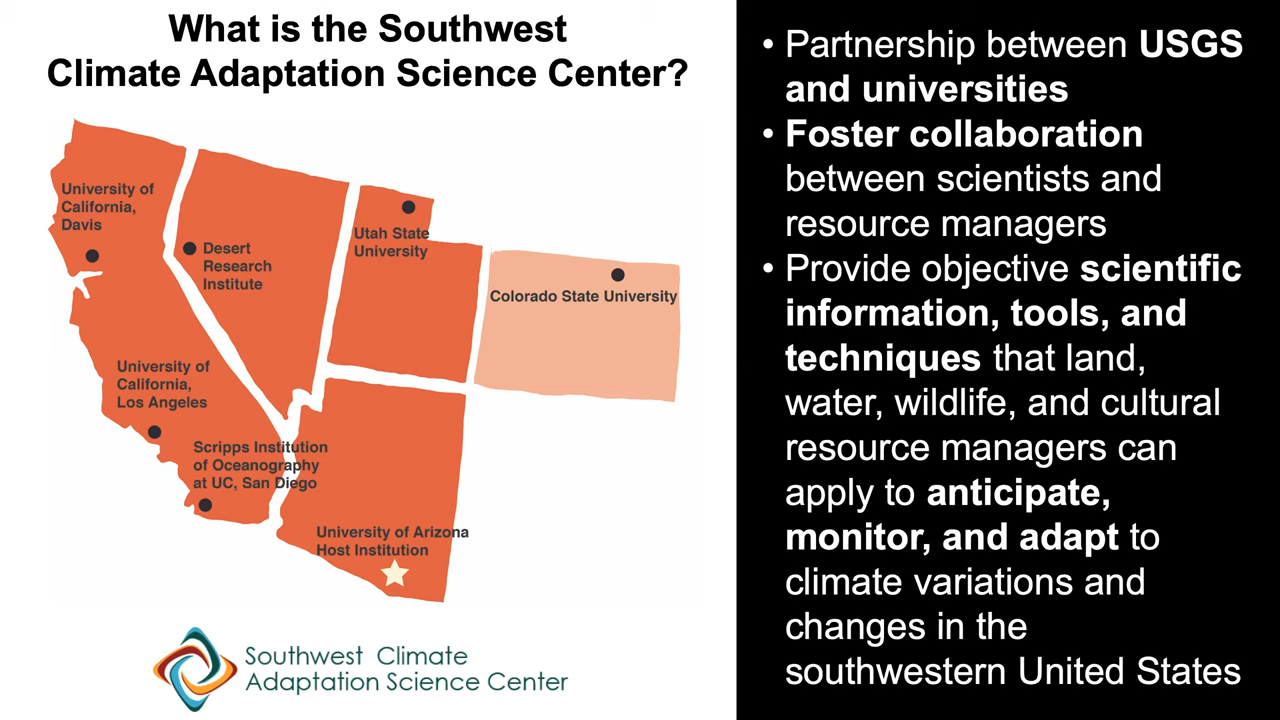 What is the Southwest
Climate Adaptation Science Center?
University of
California,
Davis
Desert
Research
Institute
Utah State
University
Colorado State University
University of
California,
Los Angeles
Scripps Institution
of Oceanography
at UC, San Diego
University of Arizona
Host Institution
Southwest Climate
Adaptation Science Center
• Partnership between USGS
and universities
• Foster collaboration
between scientists and
resource managers
• Provide objective scientific
information, tools, and
techniques that land,
water, wildlife, and cultural
resource managers can
apply to anticipate,
monitor, and adapt to
climate variations and
changes in the
southwestern United States